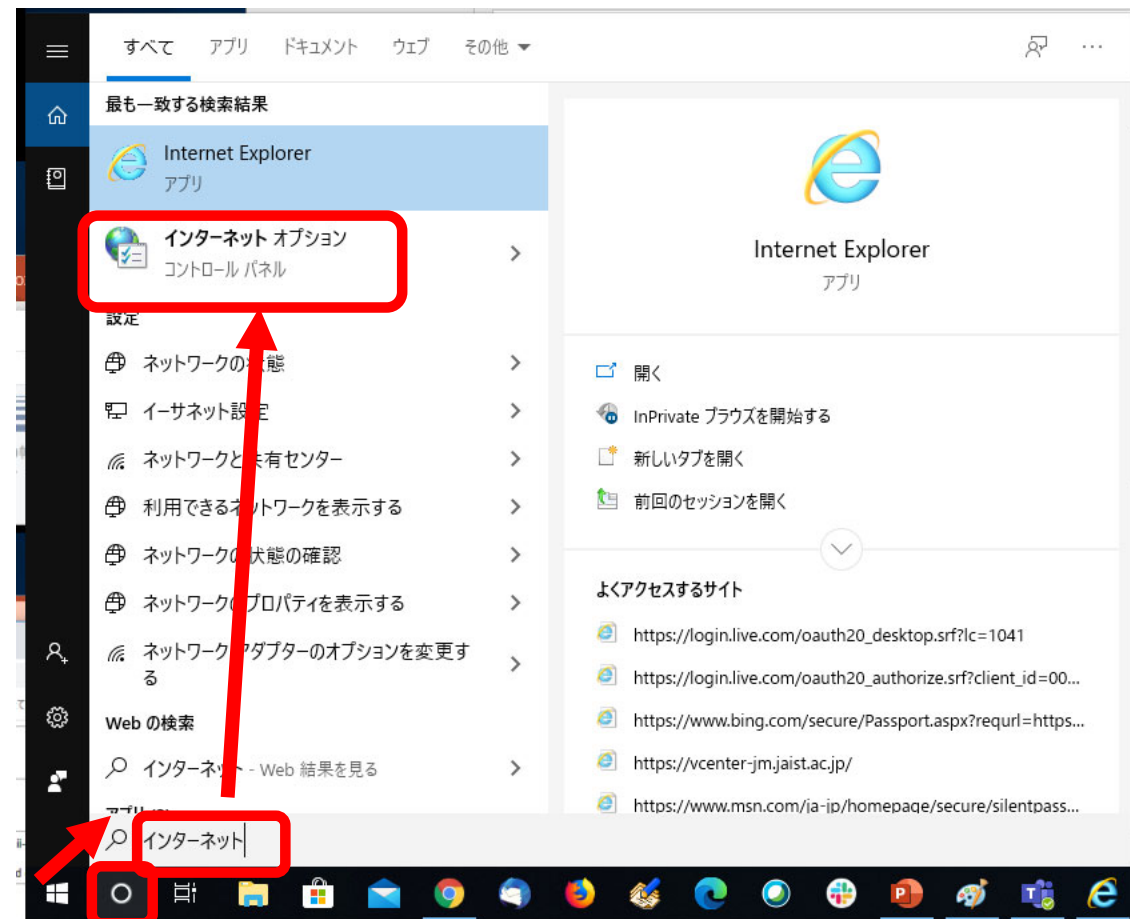 すべて アプリ ドキュメント ウェブ その他
最も一致する検索結果
Internet Explorer
アプリ
インターネット オプション
コントロール パネル
設定
ネットワークの状態
イーサネット設定
ネットワークと共有センター
利用できるネットワークを表示する
ネットワークの状態の確認
ネットワークのプロパティを表示する
ネットワーク アダプターのオプションを変更す
る
Web の検索
インターネット - Web 結果を見る
インターネット
Internet Explorer
アプリ
開く
InPrivate ブラウズを開始する
新しいタブを開く
前回のセッションを開く
よくアクセスするサイト
https://login.live.com/oauth20_desktop.srf?lc=1041
https://login.live.com/oauth20_authorize.srf?client_id=00...
https://www.bing.com/secure/Passport.aspx?requrl=https...
https://vcenter-jm.jaist.ac.jp/
https://www.msn.com/ja-jp/homepage/secure/silentpass...